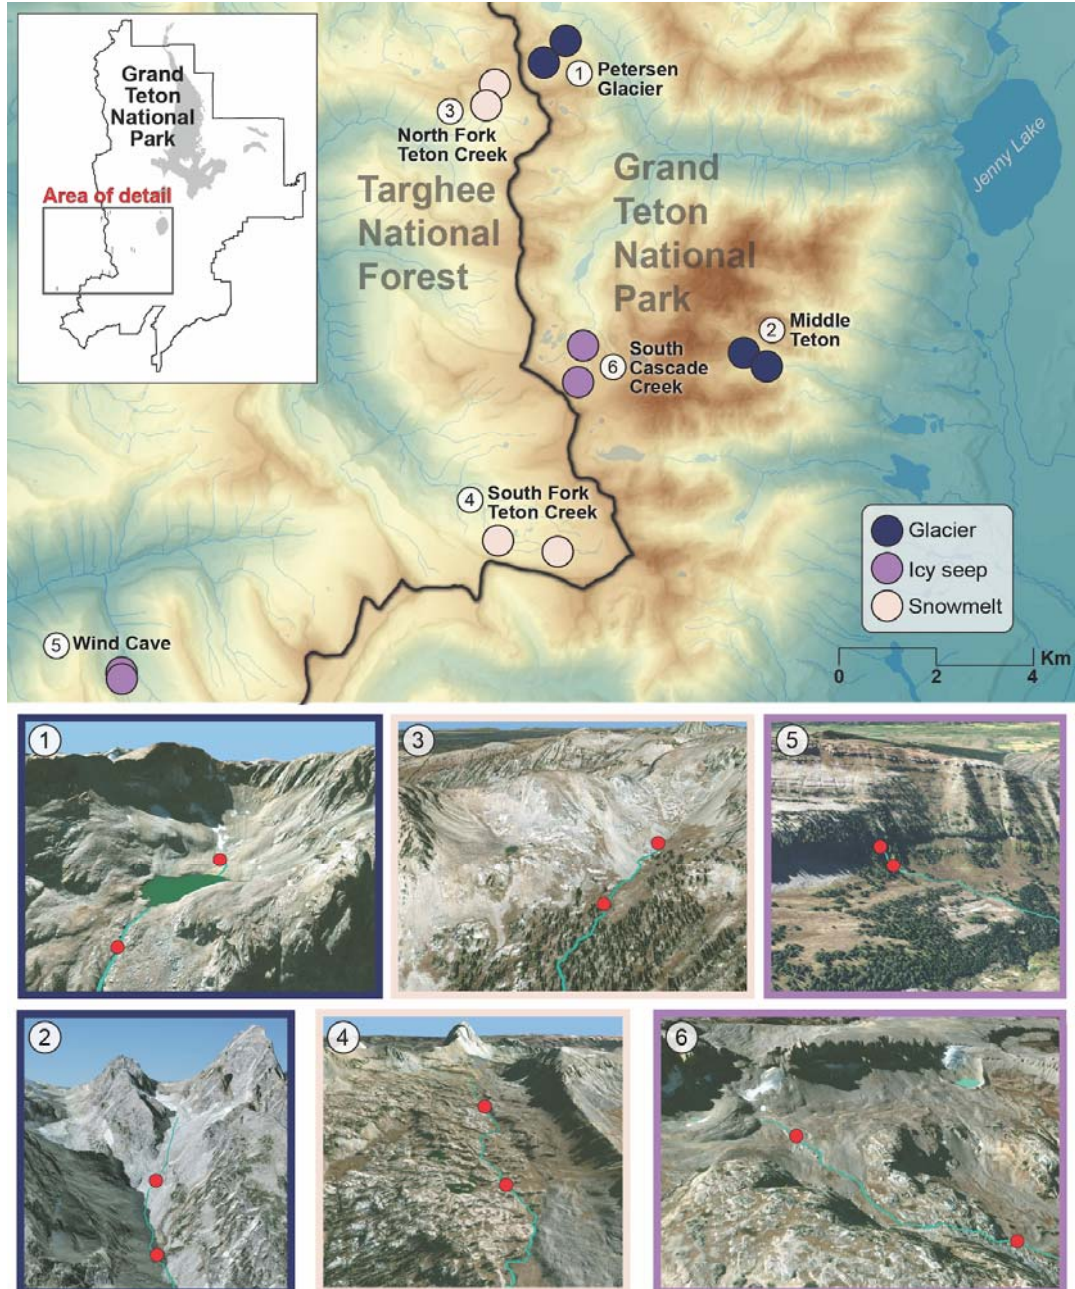 Grand
Teton
National
Park
Area of detail
1
Petersen
Glacier
3
North Fork
Teton Creek
Targhee
National
Forest
Grand
Teton
National
Park
Jenny Lake
2
Middle
Teton
6
South
Cascade
Creek
4
South Fork
Teton Creek
5
Wind Cave
Glacier
Icy seep
Snowmelt
Km
0 2 4
1
3
5
2
4
6